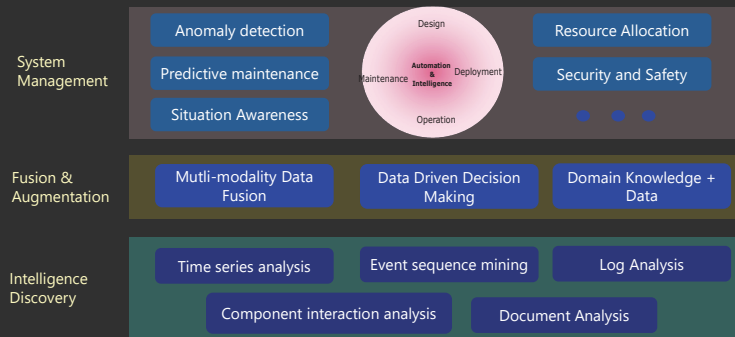 System
Management
Anomaly detection
Predictive maintenance
Situation Awareness
Design
Automation
&
Intelligence
Maintenance
Deployment
Operation
Resource Allocation
Security and Safety
Fusion &
Augmentation
Mutli-modality Data
Fusion
Data Driven Decision
Making
Domain Knowledge +
Data
Intelligence
Discovery
Time series analysis
Event sequence mining
Log Analysis
Component interaction analysis
Document Analysis